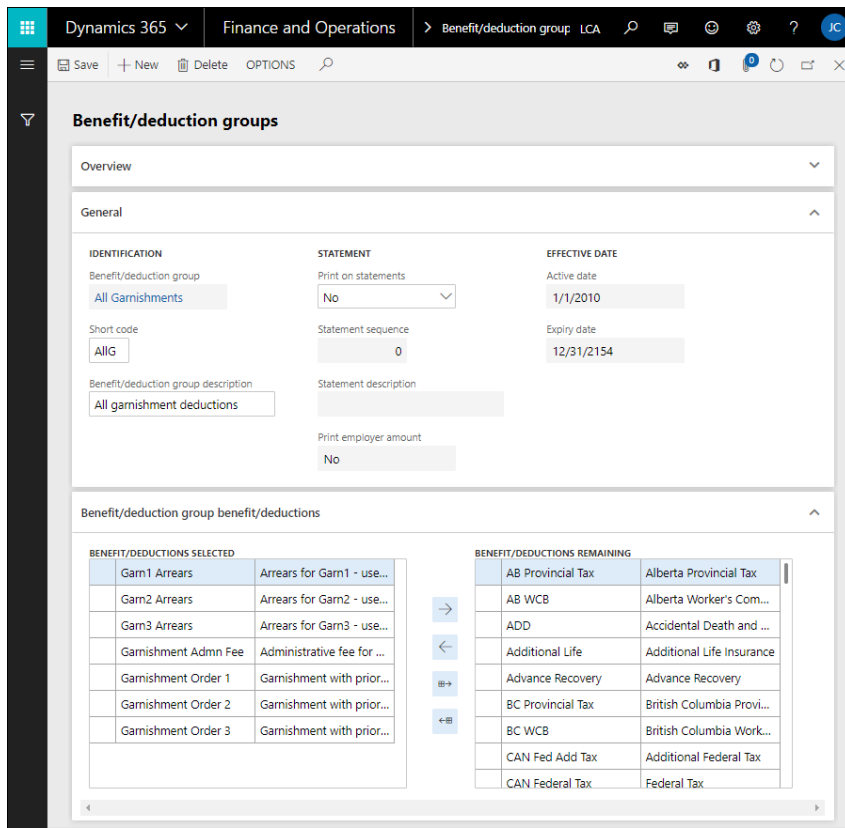 Dynamics 365 Finance and Operations > Benefit/deduction group LCA ? JC
Save + New Delete OPTIONS 0
Benefit/deduction groups
Overview
General
IDENTIFICATION STATEMENT EFFECTIVE DATE
Benefit/deduction group Print on statements Active date
All Garnishments No 1/1/2010
Short code Statement sequence Expiry date
AllG 0 12/31/2154
Benefit/deduction group description Statement description
All garnishment deductions
Print employer amount
No
Benefit/deduction group benefit/deductions
BENEFIT/DEDUCTIONS SELECTED BENEFIT/DEDUCTIONS REMAINING
Garn1 Arrears Arrears for Garn1 - use... AB Provincial Tax Alberta Provincial Tax
Garn2 Arrears Arrears for Garn2 - use... AB WCB Alberta Worker's Com...
Garn3 Arrears Arrears for Garn3 - use... ADD Accidental Death and ...
Garnishment Admn Fee Administrative fee for ... Additional Life Additional Life Insurance
Garnishment Order 1 Garnishment with prior... Advance Recovery Advance Recovery
Garnishment Order 2 Garnishment with prior... BC Provincial Tax British Columbia Provi...
Garnishment Order 3 Garnishment with prior... BC WCB British Columbia Work...
CAN Fed Add Tax Additional Federal Tax
CAN Federal Tax Federal Tax